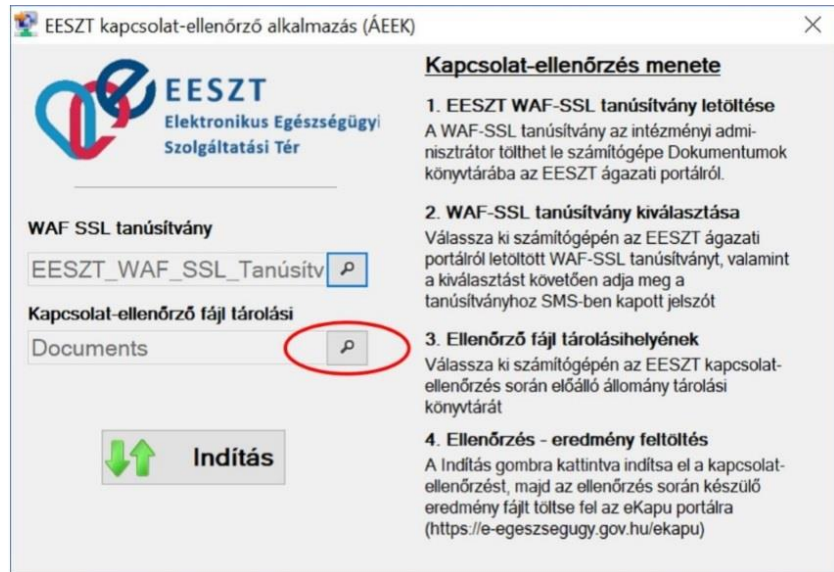 EESZT kapcsolat-ellenőrző alkalmazás (ÁEEK)
EESZT
Elektronikus Egészségügyi
Szolgáltatási Tér
WAF SSL tanúsítvány
EESZT_WAF_SSL_Tanúsítv
Kapcsolat-ellenőrző fájl tárolási
Documents
Indítás
Kapcsolat-ellenőrzés menete
1. EESZT WAF-SSL tanúsítvány letöltése
A WAF-SSL tanúsítvány az intézményi admi-
nisztrátor tölthet le számítógépe Dokumentumok
könyvtárába az EESZT ágazati portálról.
2. WAF-SSL tanúsítvány kiválasztása
Válassza ki számítógépén az EESZT ágazati
portálról letöltött WAF-SSL tanúsítványt, valamint
a kiválasztást követően adja meg a
tanúsítványhoz SMS-ben kapott jelszót
3. Ellenőrző fájl tárolásihelyének
Válassza ki számítógépén az EESZT kapcsolat-
ellenőrzés során előálló állomány tárolási
könyvtárát
4. Ellenőrzés - eredmény feltöltés
A Indítás gombra kattintva indítsa el a kapcsolat-
ellenőrzést, majd az ellenőrzés során készülő
eredmény fájlt töltse fel az eKapu portálra
(https://e-egeszsegugy.gov.hu/ekapu)